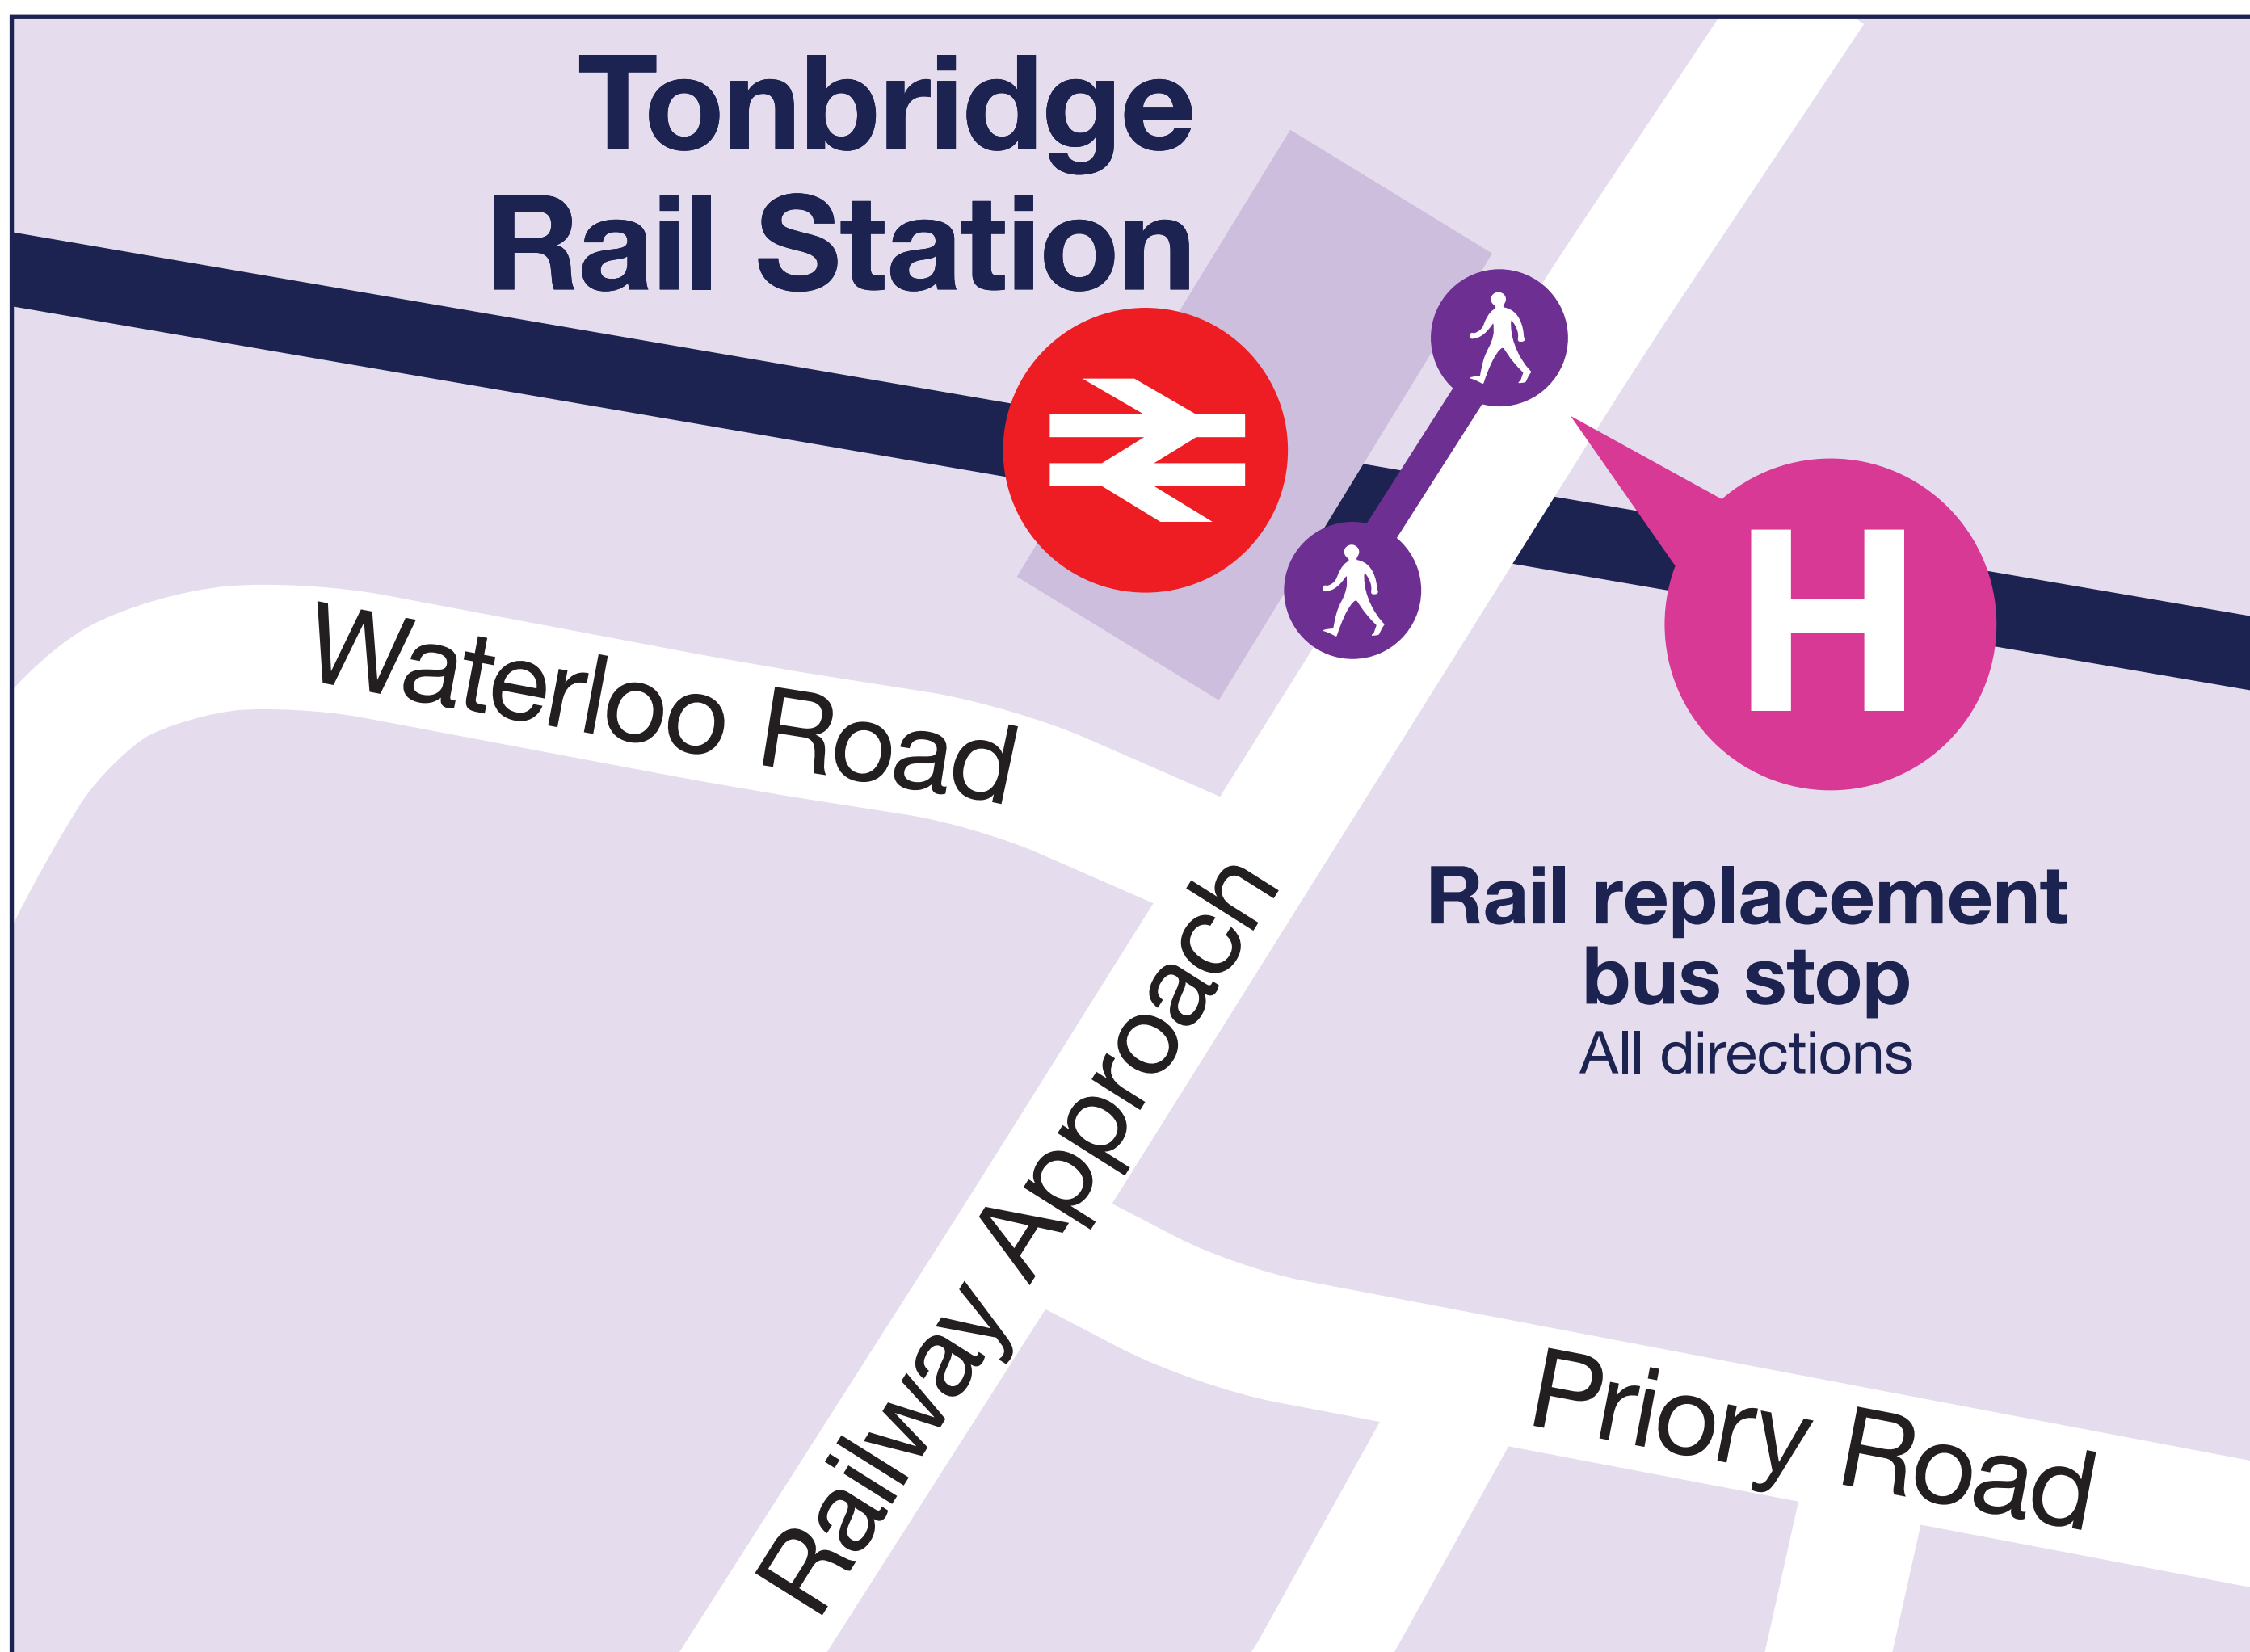 Tonbridge
Rail Station
Waterloo Road
H
Rail replacement
bus stop
All directions
Railway Approach
Priory Road